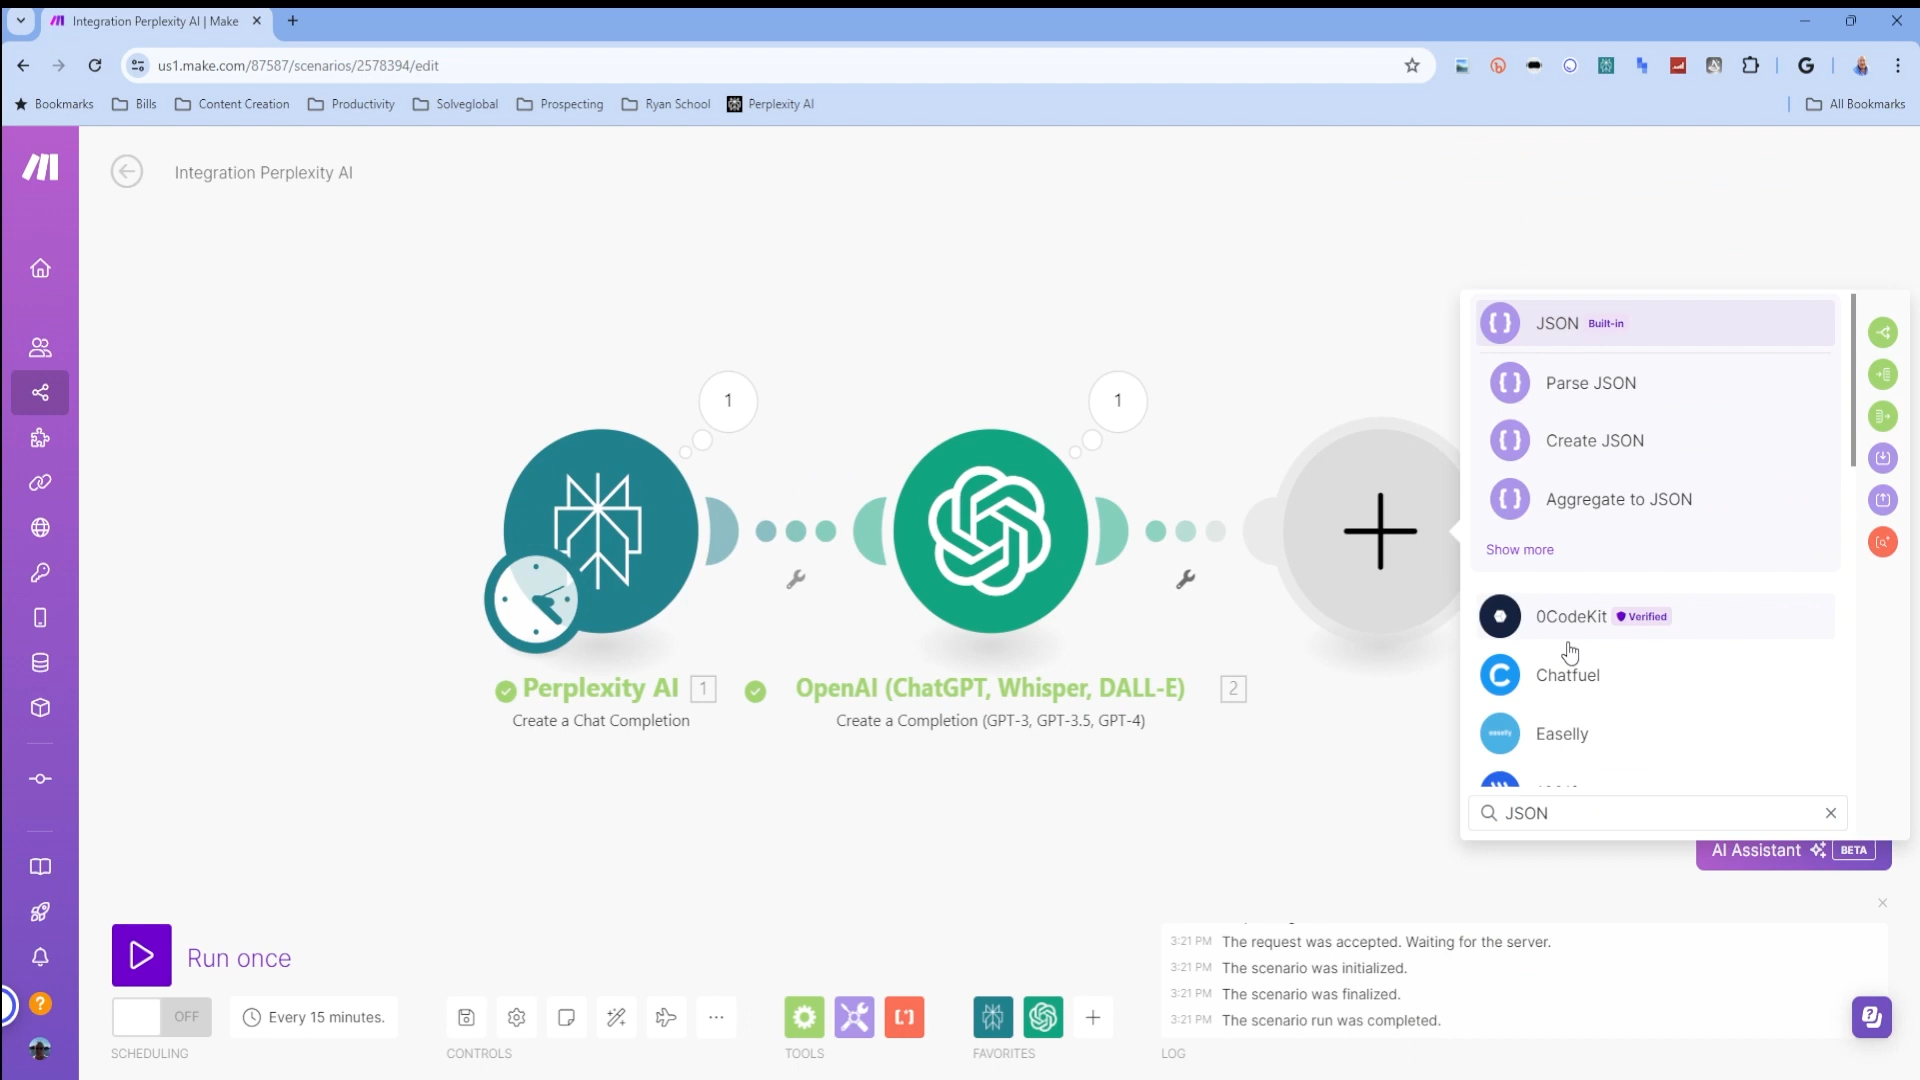 Integration Perplexity AI | Make
us1.make.com/87587/scenarios/2578394/edit
Bookmarks
Bills
Content Creation
Productivity
Solveglobal
Prospecting
Ryan School
Perplexity AI
All Bookmarks
Integration Perplexity AI
JSON Built-in
Parse JSON
Create JSON
Aggregate to JSON
Show more
0CodeKit Verified
Chatfuel
Easelly
JSON
1
1
Perplexity AI 1
Create a Chat Completion
OpenAI (ChatGPT, Whisper, DALL-E) 2
Create a Completion (GPT-3, GPT-3.5, GPT-4)
AI Assistant BETA
Run once
3:21 PM The request was accepted. Waiting for the server.
3:21 PM The scenario was initialized.
3:21 PM The scenario was finalized.
3:21 PM The scenario run was completed.
OFF
Every 15 minutes.
SCHEDULING
CONTROLS
TOOLS
FAVORITES
LOG